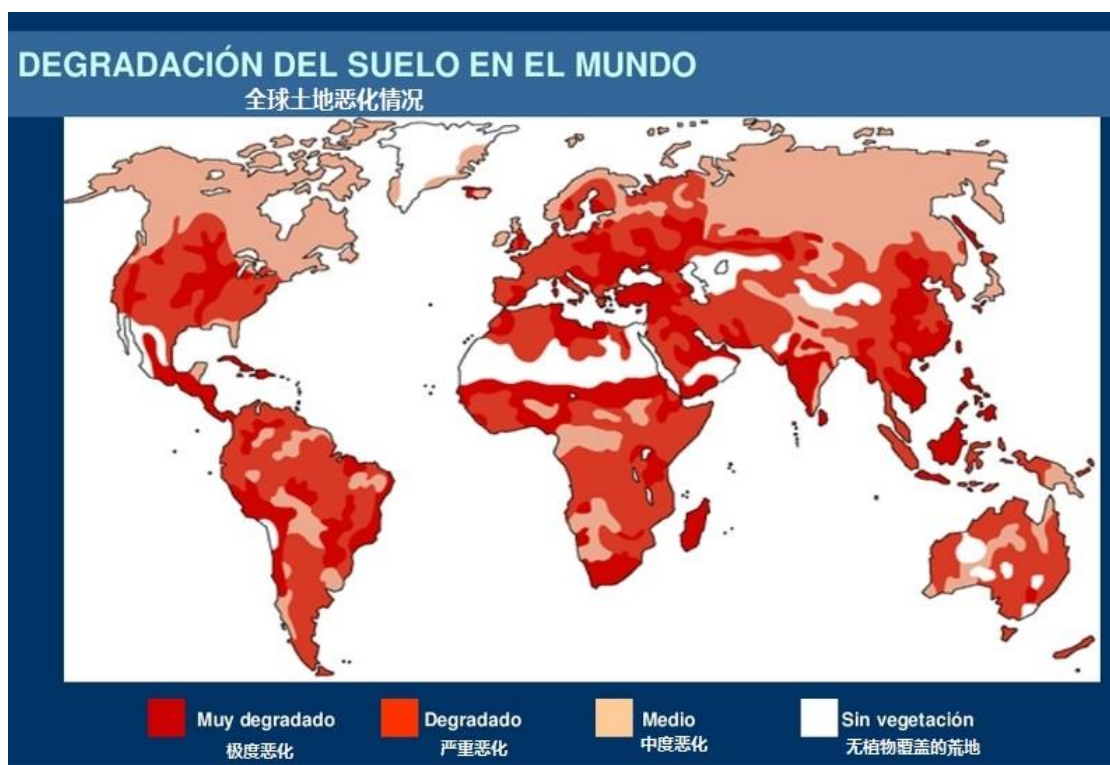 DEGRADACIÓN DEL SUELO EN EL MUNDO
全球土地恶化情况
Muy degradado
极度恶化
Degradado
严重恶化
Medio
中度恶化
Sin vegetación
无植物覆盖的荒地